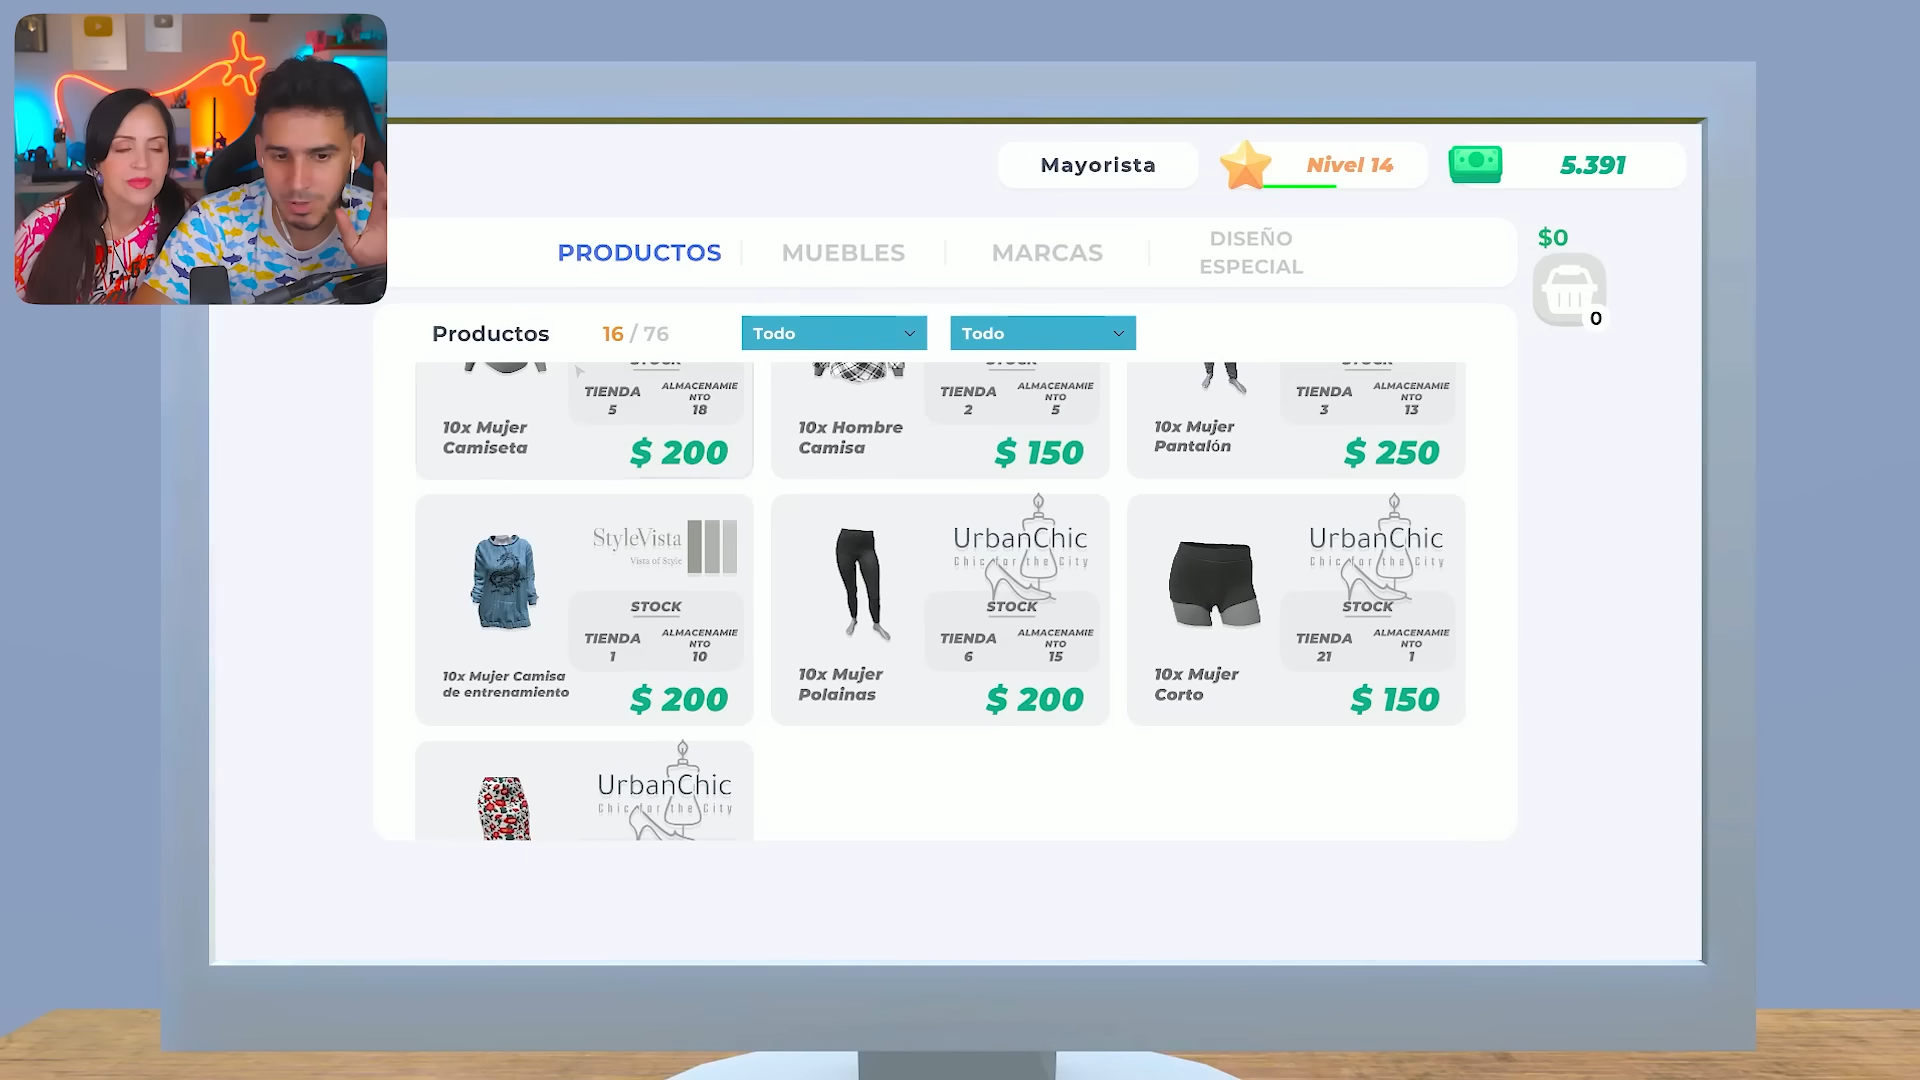 Mayorista
Nivel 14
5.391
PRODUCTOS
MUEBLES
MARCAS
DISEÑO
ESPECIAL
$0
0
Productos
16 / 76
Todo
Todo
STOCK
TIENDA
5
ALMACENAMIE
NTO
18
10x Mujer
Camiseta
$ 200
STOCK
TIENDA
2
ALMACENAMIE
NTO
5
10x Hombre
Camisa
$ 150
STOCK
TIENDA
3
ALMACENAMIE
NTO
13
10x Mujer
Pantalón
$ 250
StyleVista
Vista of Style
STOCK
TIENDA
1
ALMACENAMIE
NTO
10
10x Mujer Camisa
de entrenamiento
$ 200
UrbanChic
Chic for the City
STOCK
TIENDA
6
ALMACENAMIE
NTO
15
10x Mujer
Polainas
$ 200
UrbanChic
Chic for the City
STOCK
TIENDA
21
ALMACENAMIE
NTO
1
10x Mujer
Corto
$ 150
UrbanChic
Chic for the City